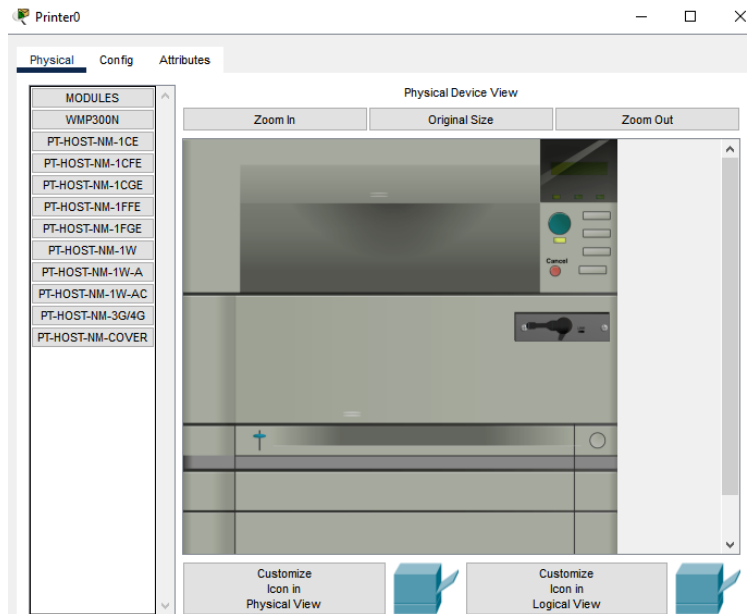 Printer0
Physical Config Attributes
MODULES
WMP300N
PT-HOST-NM-1CE
PT-HOST-NM-1CFE
PT-HOST-NM-1CGE
PT-HOST-NM-1FFE
PT-HOST-NM-1FGE
PT-HOST-NM-1W
PT-HOST-NM-1W-A
PT-HOST-NM-1W-AC
PT-HOST-NM-3G/4G
PT-HOST-NM-COVER
Physical Device View
Zoom In Original Size Zoom Out
Cancel
Customize
Icon in
Physical View
Customize
Icon in
Logical View